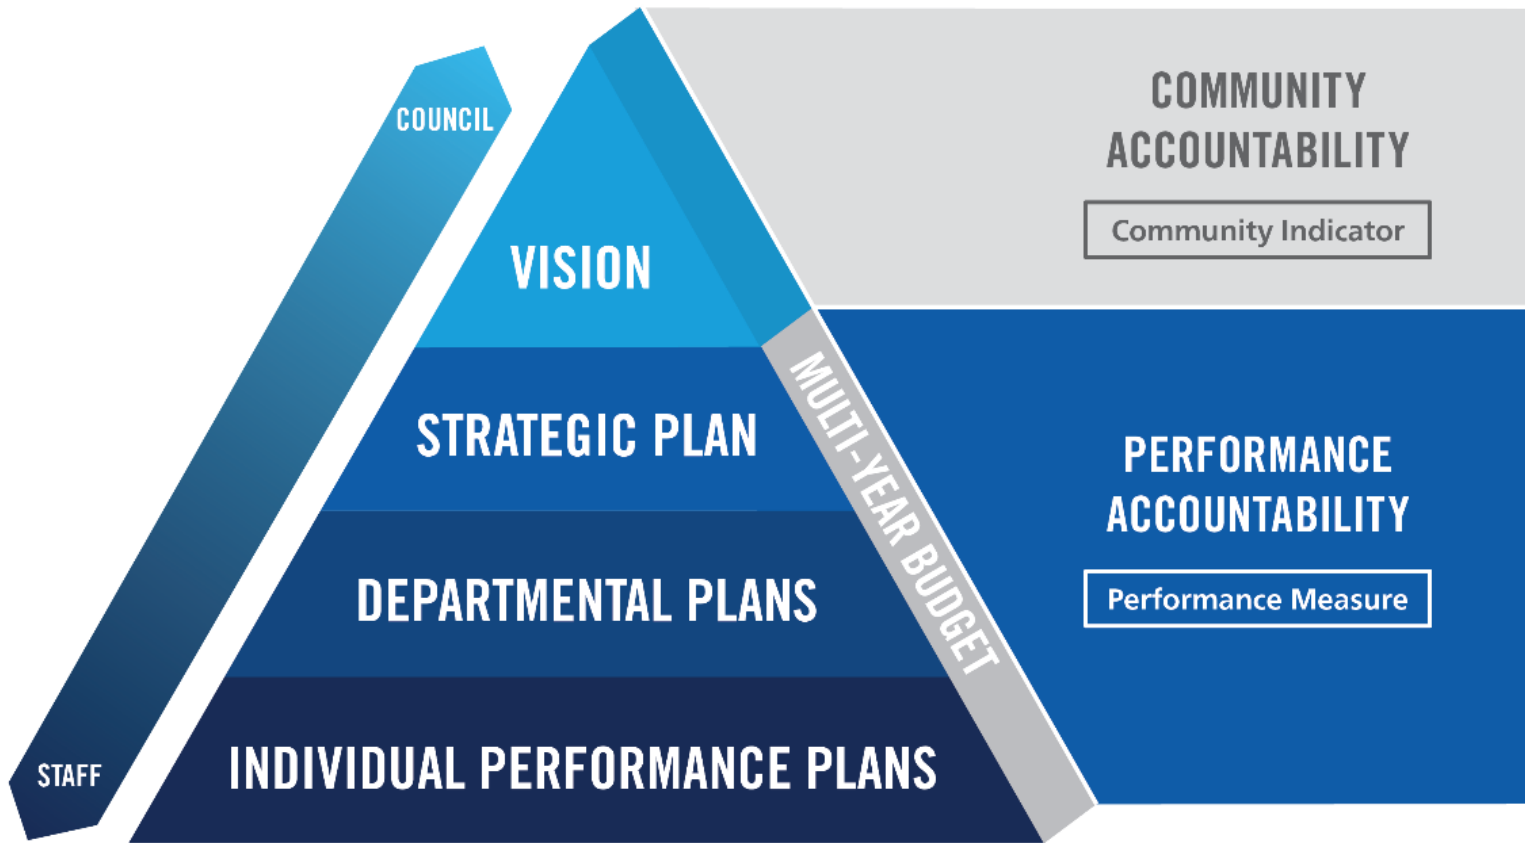 COUNCIL
STAFF
VISION
STRATEGIC PLAN
DEPARTMENTAL PLANS
INDIVIDUAL PERFORMANCE PLANS
MULTI-YEAR BUDGET
COMMUNITY
ACCOUNTABILITY
Community Indicator
PERFORMANCE
ACCOUNTABILITY
Performance Measure